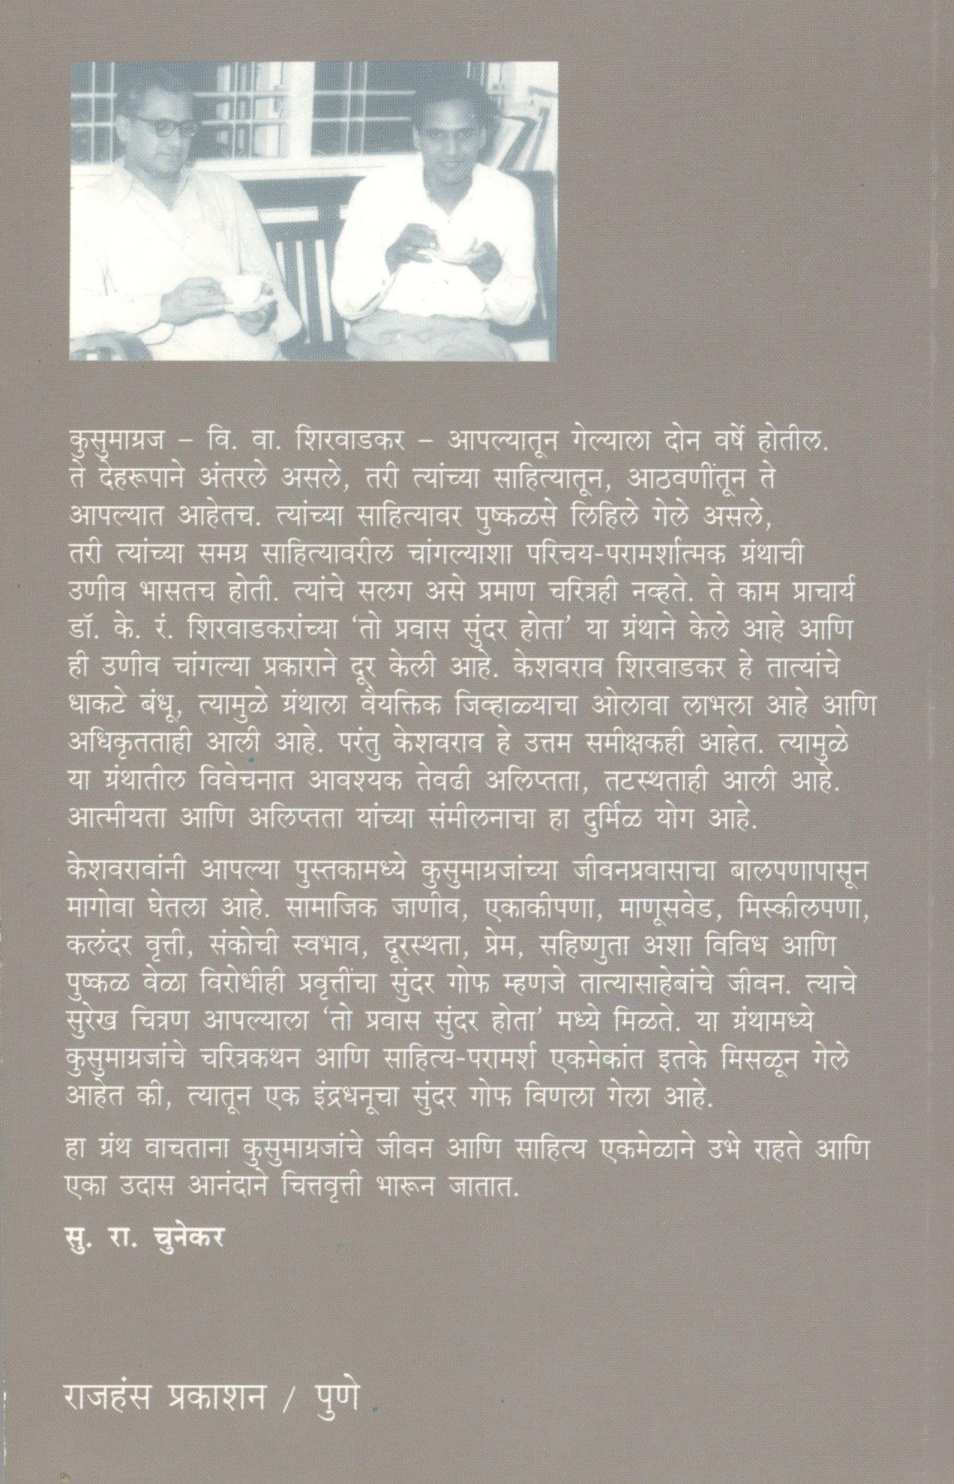 कुसुमाग्रज – वि. वा. शिरवाडकर – आपल्यातून गेल्याला दोन वर्षे होतील.
ते देहरूपाने अंतरले असले, तरी त्यांच्या साहित्यातून, आठवणींतून ते
आपल्यात आहेतच. त्यांच्या साहित्यावर पुष्कळसे लिहिले गेले असले,
तरी त्यांच्या समग्र साहित्यावरील चांगल्याशा परिचय-परामर्शात्मक ग्रंथाची
उणीव भासतच होती. त्यांचे सलग असे प्रमाण चरित्रही नव्हते. ते काम प्राचार्य
डॉ. के. रं. शिरवाडकरांच्या ‘तो प्रवास सुंदर होता’ या ग्रंथाने केले आहे आणि
ही उणीव चांगल्या प्रकाराने दूर केली आहे. केशवराव शिरवाडकर हे तात्यांचे
धाकटे बंधू, त्यामुळे ग्रंथाला वैयक्तिक जिव्हाळ्याचा ओलावा लाभला आहे आणि
अधिकृतताही आली आहे. परंतु केशवराव हे उत्तम समीक्षकही आहेत. त्यामुळे
या ग्रंथातील विवेचनात आवश्यक तेवढी अलिप्तता, तटस्थताही आली आहे.
आत्मीयता आणि अलिप्तता यांच्या संमीलनाचा हा दुर्मिळ योग आहे.
केशवरावांनी आपल्या पुस्तकामध्ये कुसुमाग्रजांच्या जीवनप्रवासाचा बालपणापासून
मागोवा घेतला आहे. सामाजिक जाणीव, एकाकीपणा, माणूसवेड, मिस्कीलपणा,
कलंदर वृत्ती, संकोची स्वभाव, दूरस्थता, प्रेम, सहिष्णुता अशा विविध आणि
पुष्कळ वेळा विरोधीही प्रवृत्तींचा सुंदर गोफ म्हणजे तात्यासाहेबांचे जीवन. त्याचे
सुरेख चित्रण आपल्याला ‘तो प्रवास सुंदर होता’ मध्ये मिळते. या ग्रंथामध्ये
कुसुमाग्रजांचे चरित्रकथन आणि साहित्य-परामर्श एकमेकांत इतके मिसळून गेले
आहेत की, त्यातून एक इंद्रधनूचा सुंदर गोफ विणला गेला आहे.
हा ग्रंथ वाचताना कुसुमाग्रजांचे जीवन आणि साहित्य एकमेळाने उभे राहते आणि
एका उदास आनंदाने चित्तवृत्ती भारून जातात.
सु. रा. चुनेकर
राजहंस प्रकाशन / पुणे